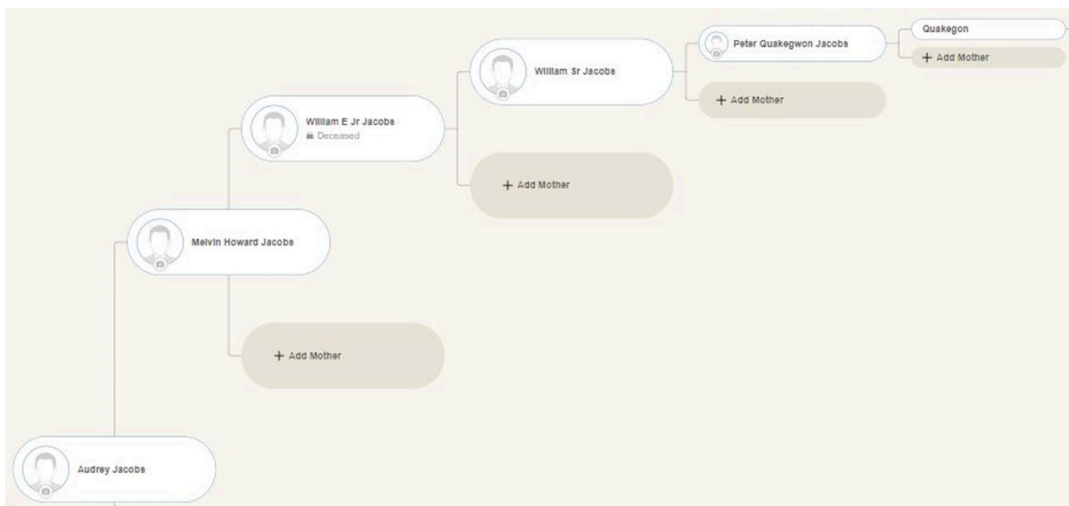 Quakegon
+ Add Mother
Peter Quakegwon Jacobs
+ Add Mother
William Sr Jacobs
+ Add Mother
William E Jr Jacobs
Deceased
Melvin Howard Jacobs
+ Add Mother
Audrey Jacobs